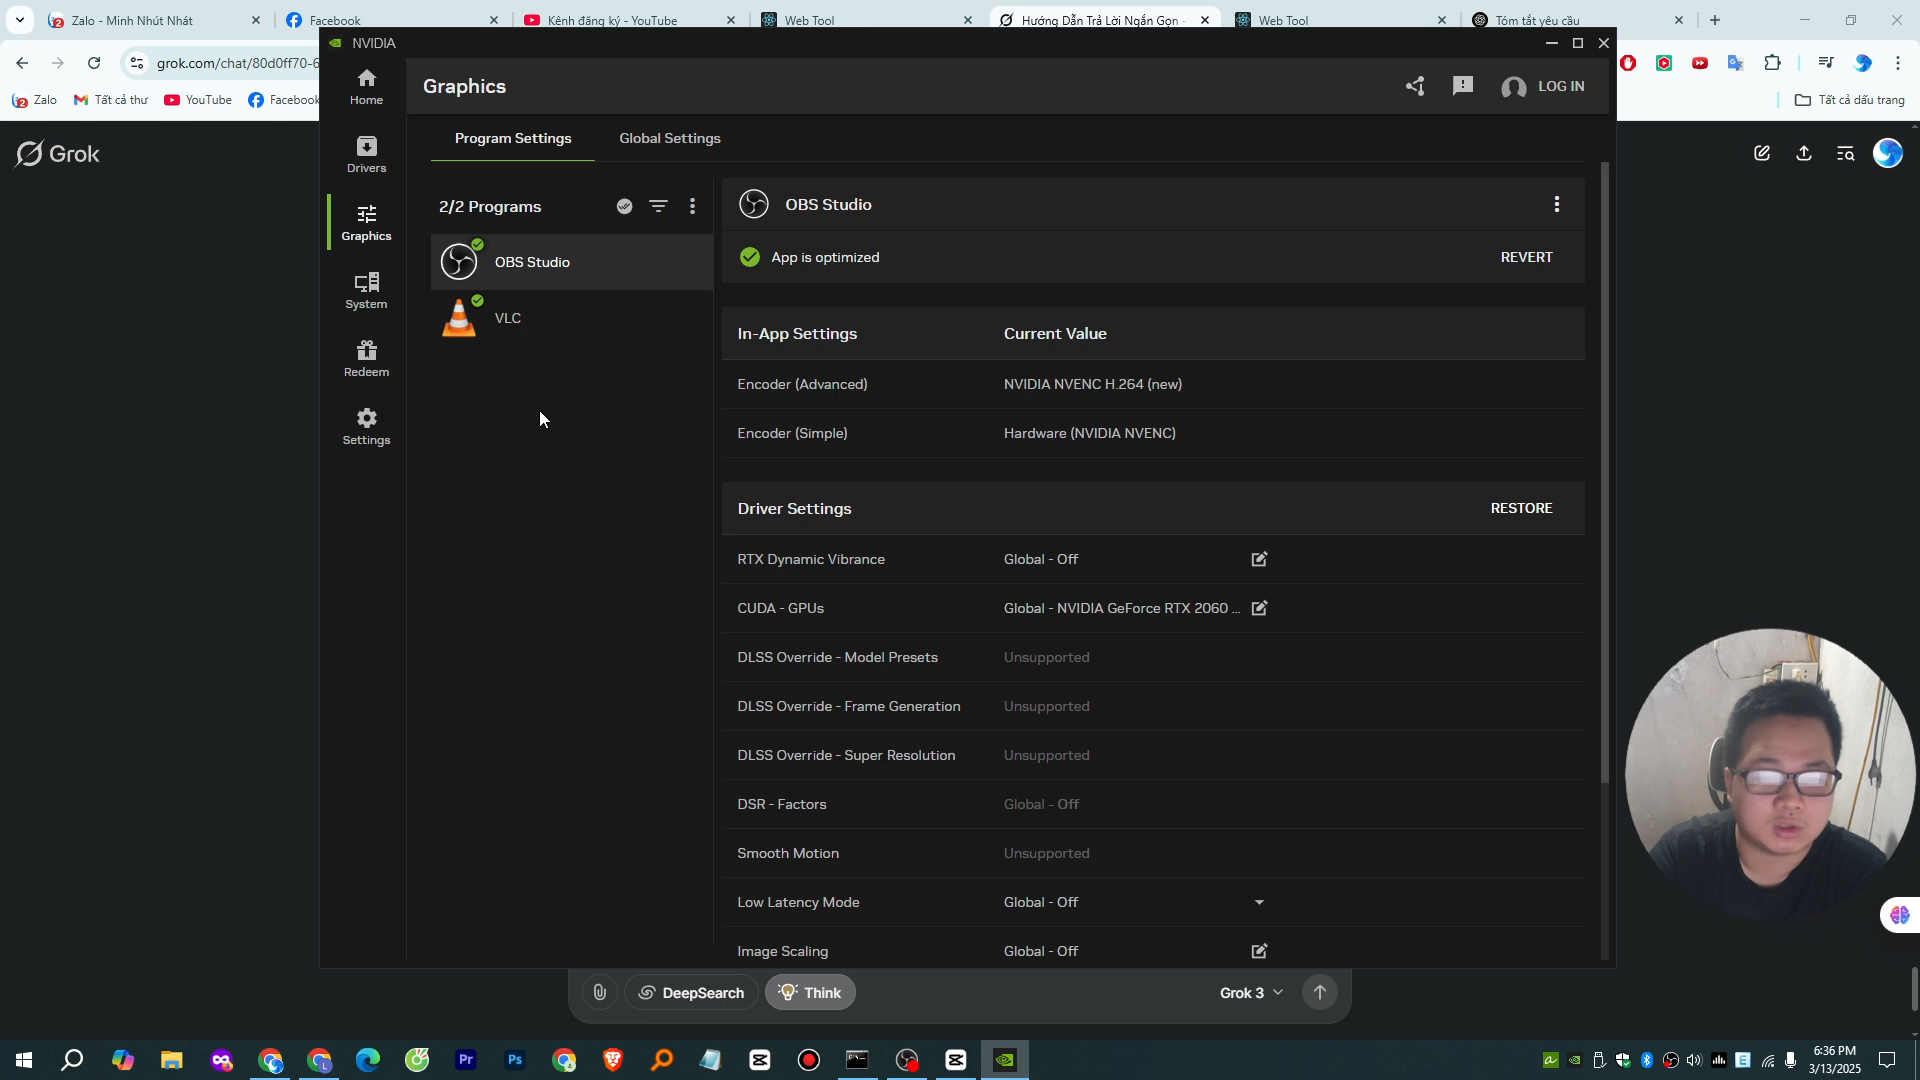 Zalo - Minh Nhút Nhát
Facebook
Kênh đăng ký - YouTube
Web Tool
Hướng Dẫn Trả Lời Ngắn Gọn -
Web Tool
Tóm tắt yêu cầu
NVIDIA
grok.com/chat/80d0ff70-6
Zalo
Tất cả thư
YouTube
Facebook
Tất cả dấu trang
Grok
Home
Drivers
Graphics
System
Redeem
Settings
Graphics
LOG IN
Program Settings
Global Settings
2/2 Programs
OBS Studio
VLC
OBS Studio
App is optimized
REVERT
In-App Settings
Current Value
Encoder (Advanced)
NVIDIA NVENC H.264 (new)
Encoder (Simple)
Hardware (NVIDIA NVENC)
Driver Settings
RESTORE
RTX Dynamic Vibrance
Global - Off
CUDA - GPUs
Global - NVIDIA GeForce RTX 2060 ...
DLSS Override - Model Presets
Unsupported
DLSS Override - Frame Generation
Unsupported
DLSS Override - Super Resolution
Unsupported
DSR - Factors
Global - Off
Smooth Motion
Unsupported
Low Latency Mode
Global - Off
Image Scaling
Global - Off
DeepSearch
Think
Grok 3
6:36 PM
3/13/2025